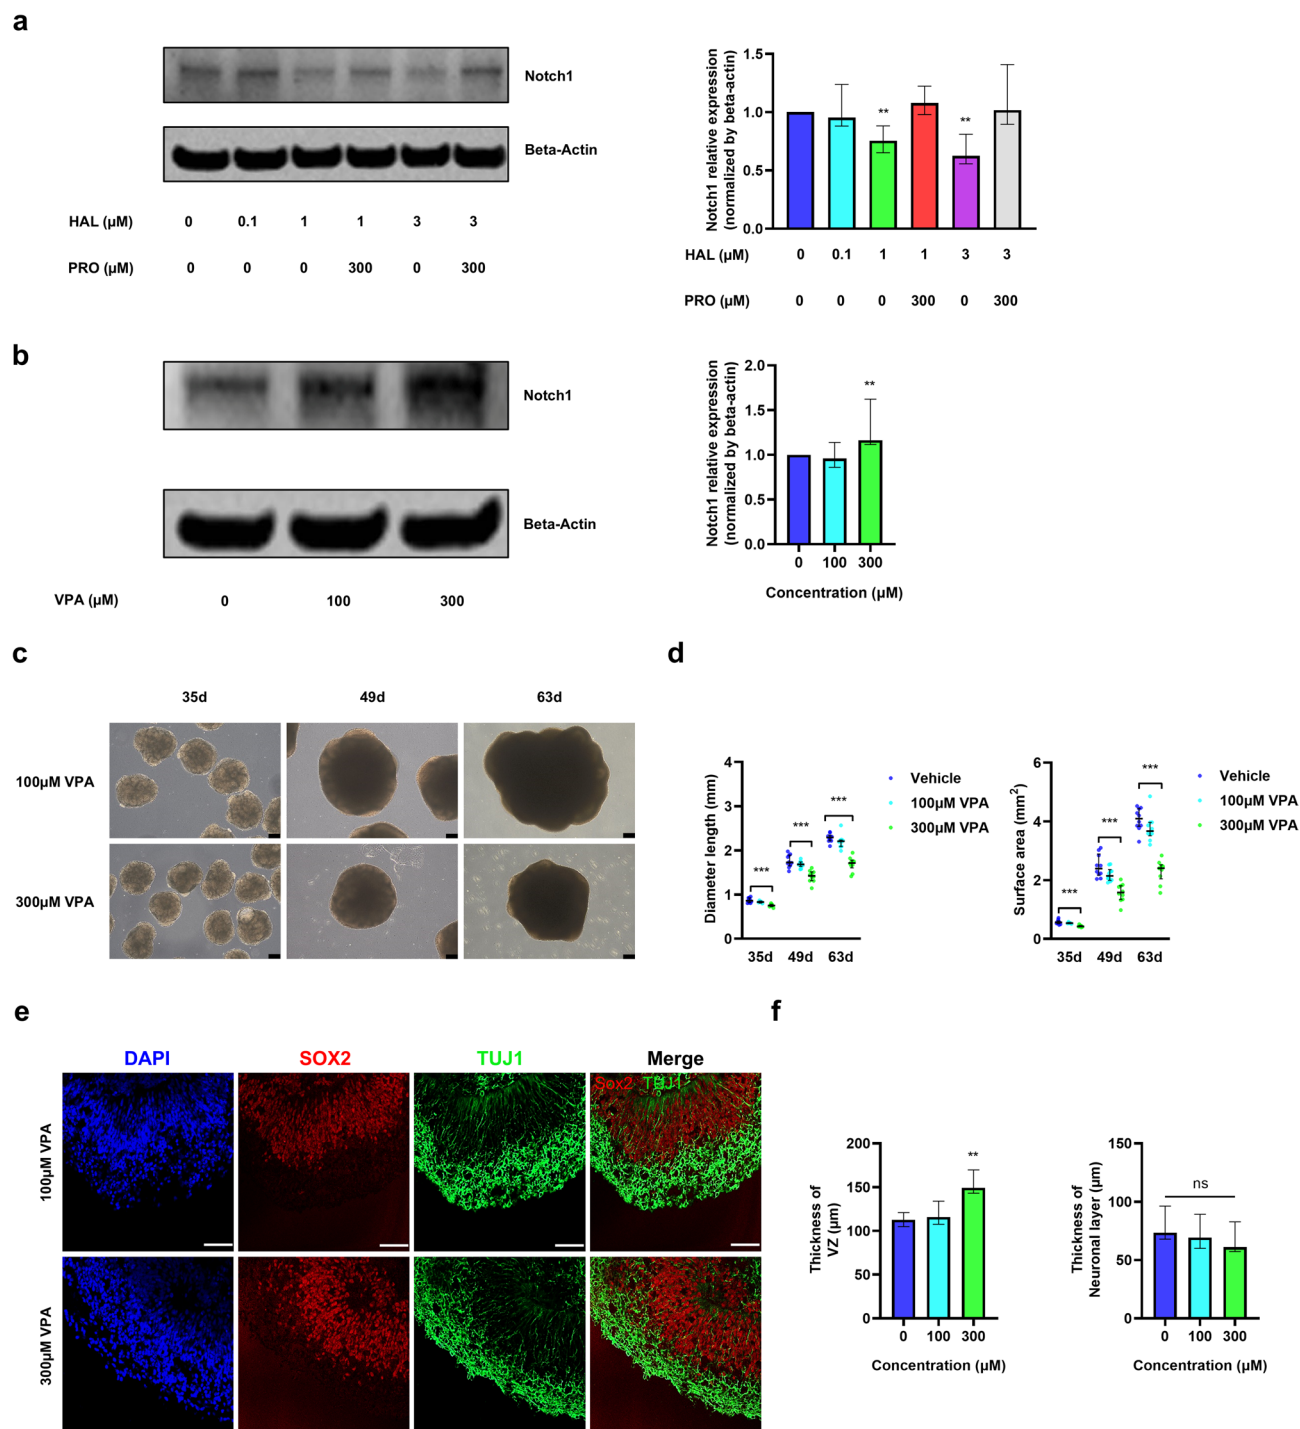 a
Notch1
Beta-Actin
HAL (µM) 0 0.1 1 1 3 3
PRO (µM) 0 0 0 300 0 300
Notch1 relative expression
(normalized by beta-actin)
1.5
1.0
0.5
0.0
** **
HAL (µM) 0 0.1 1 1 3 3
PRO (µM) 0 0 0 300 0 300
b
Notch1
Beta-Actin
VPA (µM) 0 100 300
Notch1 relative expression
(normalized by beta-actin)
2.0
1.5
1.0
0.5
0.0
**
0 100 300
Concentration (µM)
c
35d 49d 63d
100µM VPA
300µM VPA
d
Diameter length (mm)
4
3
2
1
0
*** *** ***
35d 49d 63d
Vehicle
100µM VPA
300µM VPA
Surface area (mm²)
6
4
2
0
*** *** ***
35d 49d 63d
Vehicle
100µM VPA
300µM VPA
e
DAPI SOX2 TUJ1 Merge
Sox2 TUJ1
100µM VPA
300µM VPA
f
Thickness of
VZ (µm)
200
150
100
50
0
**
0 100 300
Concentration (µM)
Thickness of
Neuronal layer (µm)
150
100
50
0
ns
0 100 300
Concentration (µM)